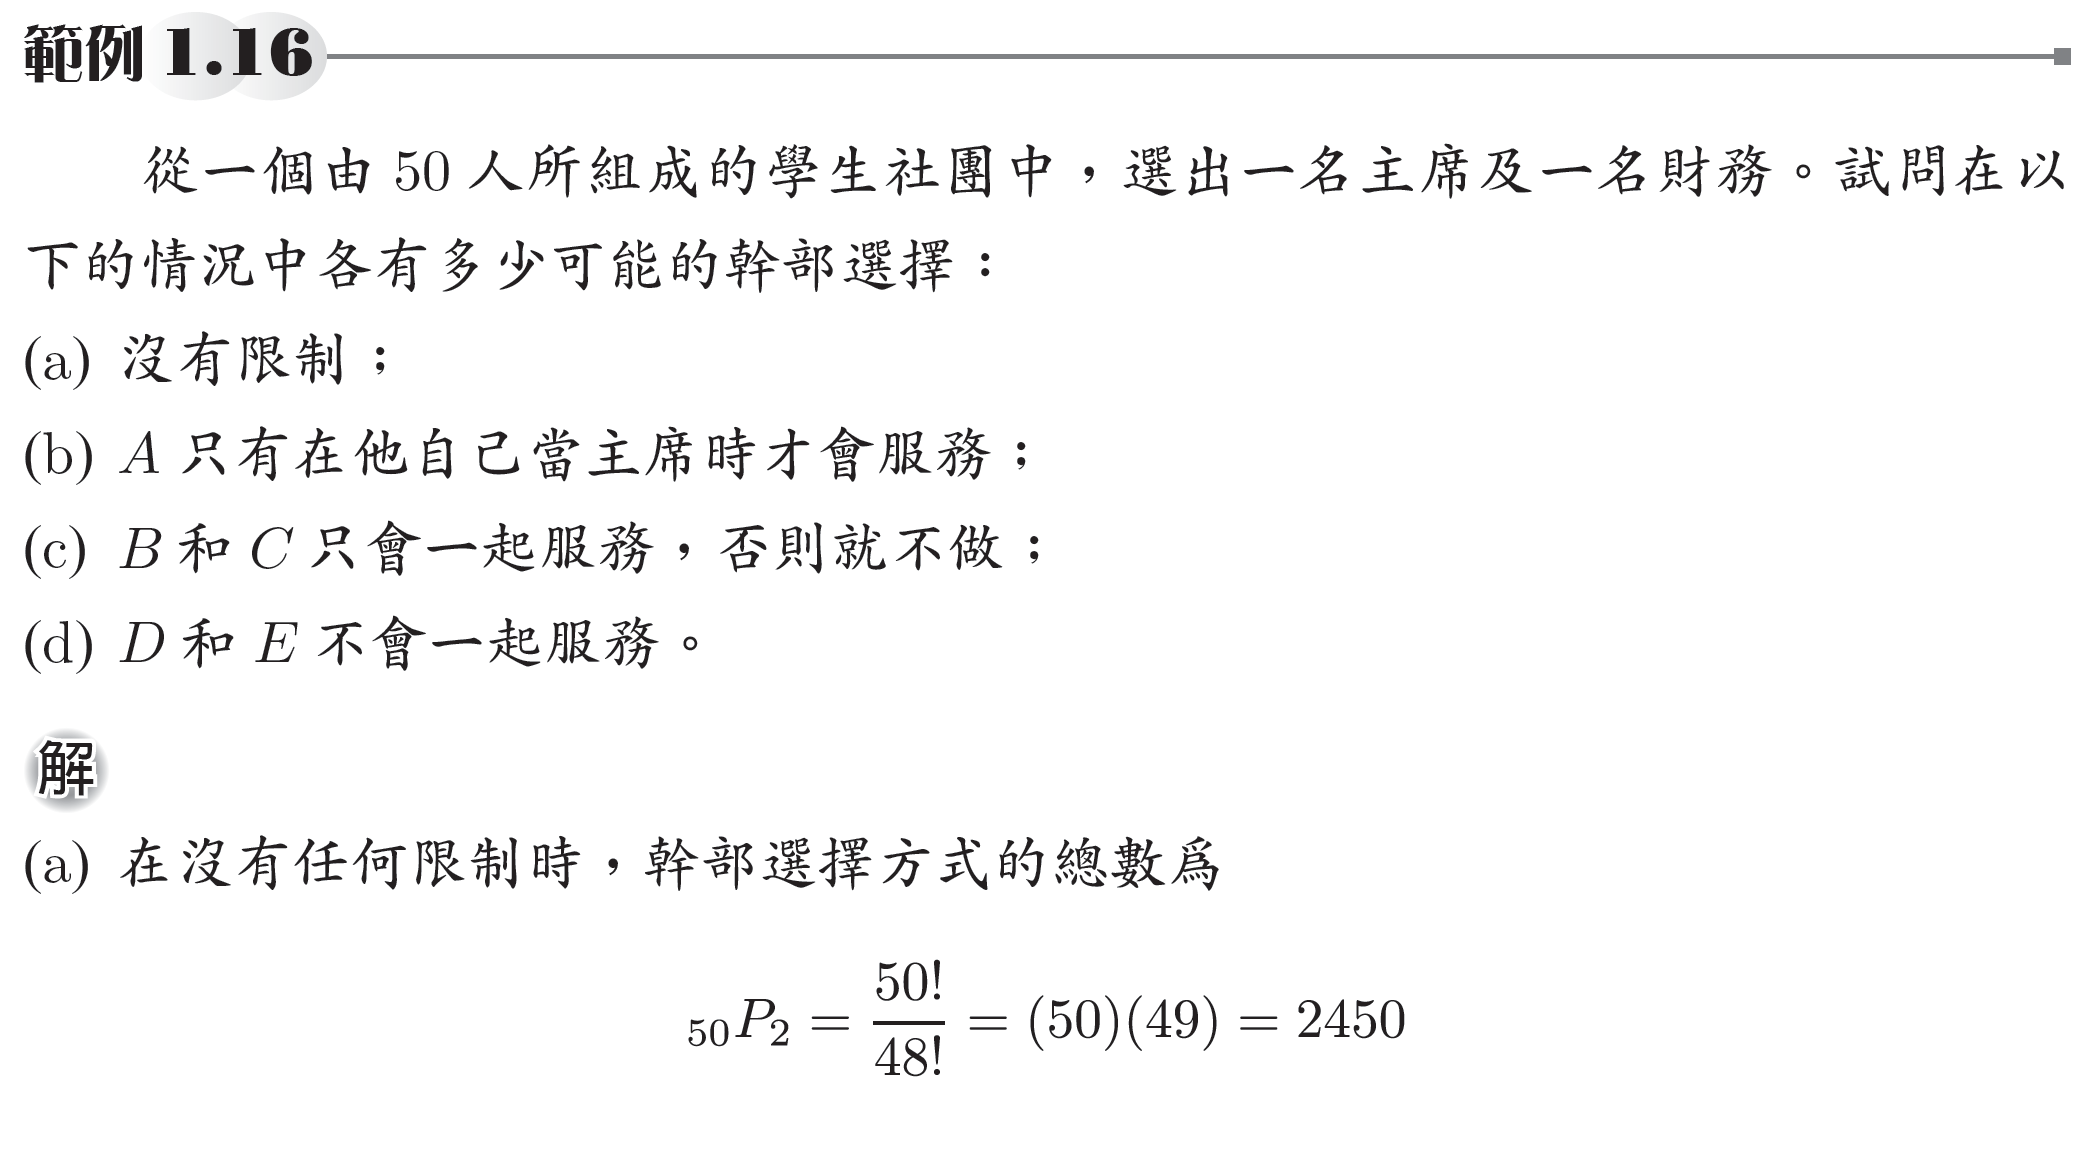 範例 1.16
從一個由 50 人所組成的學生社團中，選出一名主席及一名財務。試問在以
下的情況中各有多少可能的幹部選擇：
(a) 沒有限制；
(b) A 只有在他自己當主席時才會服務；
(c) B 和 C 只會一起服務，否則就不做；
(d) D 和 E 不會一起服務。
解
(a) 在沒有任何限制時，幹部選擇方式的總數爲
₅₀P₂ = 50!/48! = (50)(49) = 2450